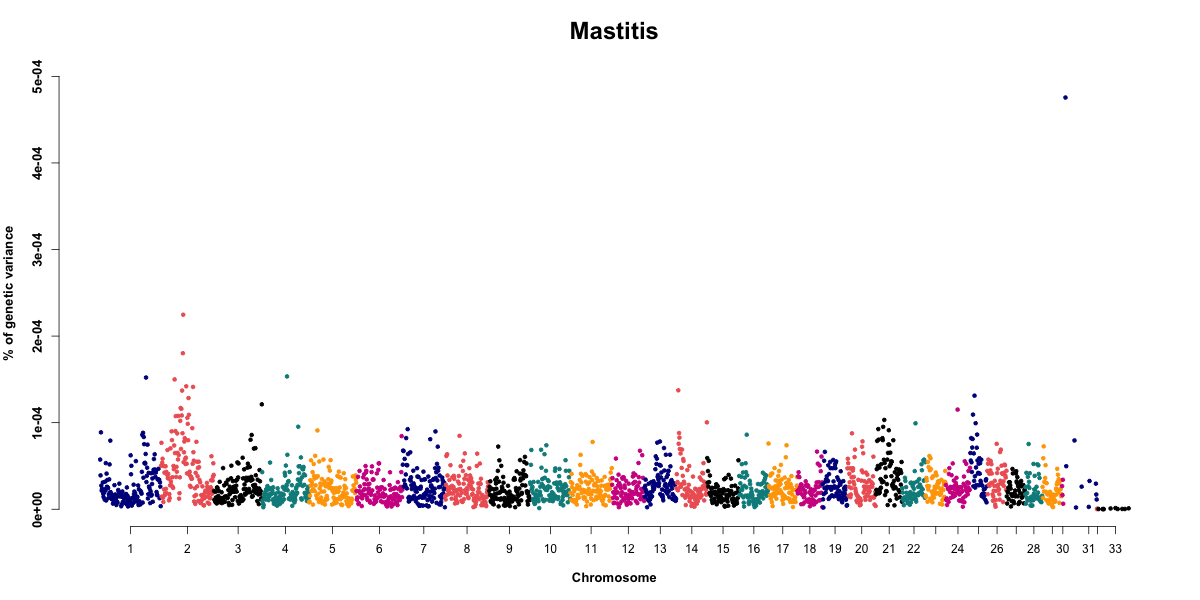 Mastitis
% of genetic variance
5e-04
4e-04
3e-04
2e-04
1e-04
0e+00
1 2 3 4 5 6 7 8 9 10 11 12 13 14 15 16 17 18 19 20 21 22 24 26 28 30 31 33
Chromosome